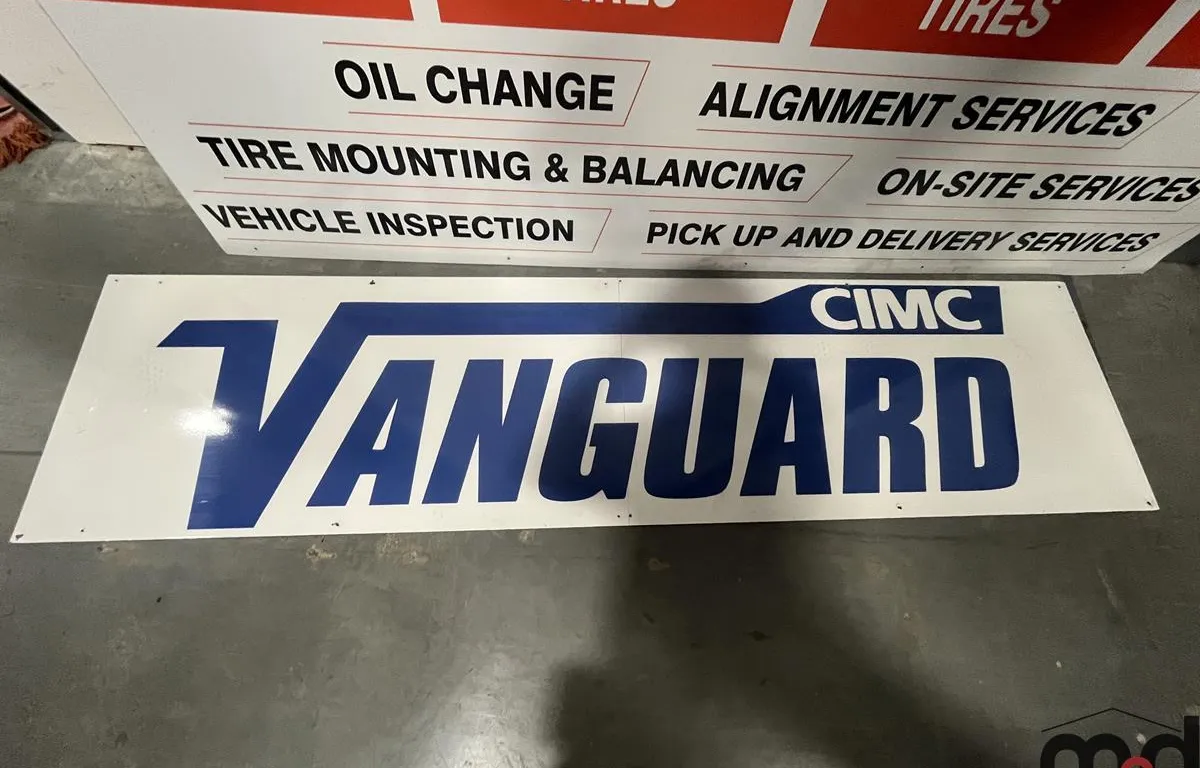 TIRES
OIL CHANGE
ALIGNMENT SERVICES
TIRE MOUNTING & BALANCING
ON-SITE SERVICES
VEHICLE INSPECTION
PICK UP AND DELIVERY SERVICES
CIMC
VANGUARD